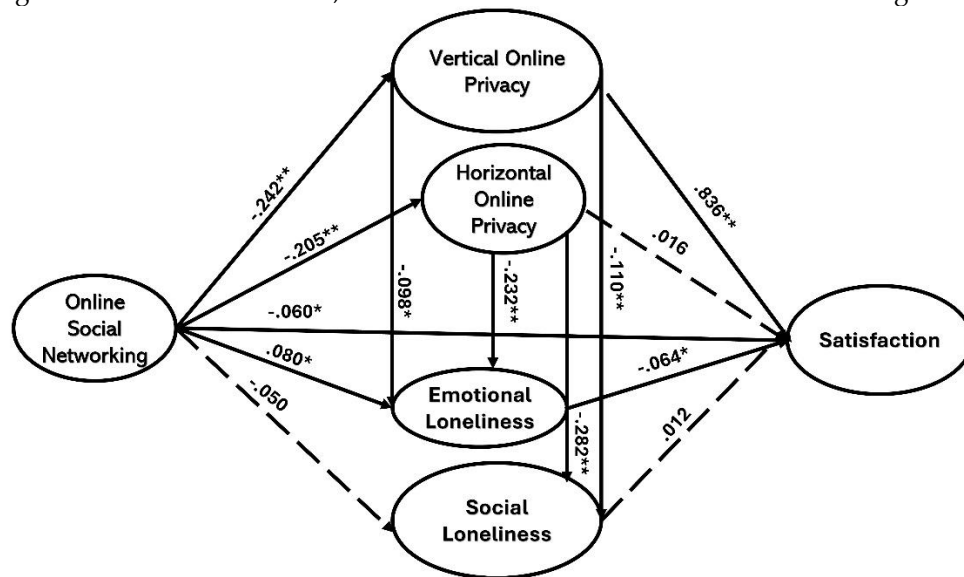 Vertical Online
Privacy
Horizontal
Online
Privacy
-.242**
-.205**
.836**
.016
-.098*
-.232**
-.110**
Online
Social
Networking
-.060*
.080*
-.050
Satisfaction
-.064*
Emotional
Loneliness
.012
-.282**
Social
Loneliness